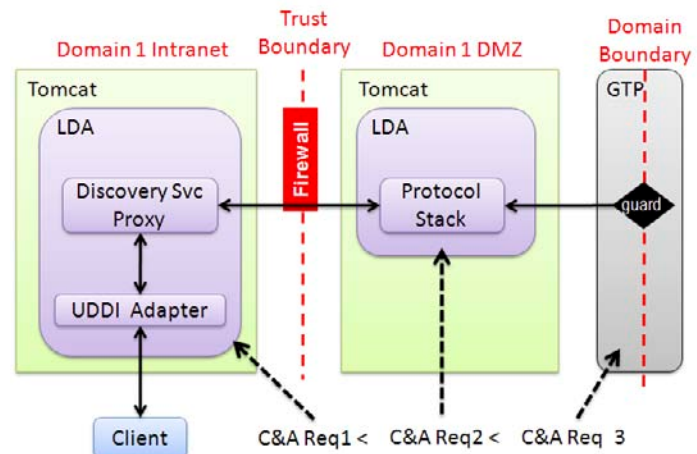 Trust
Boundary
Domain 1 Intranet
Domain 1 DMZ
Domain
Boundary
Tomcat
LDA
Discovery Svc
Proxy
UDDI Adapter
Client
Firewall
Tomcat
LDA
Protocol
Stack
GTP
guard
C&A Req1 < C&A Req2 < C&A Req 3